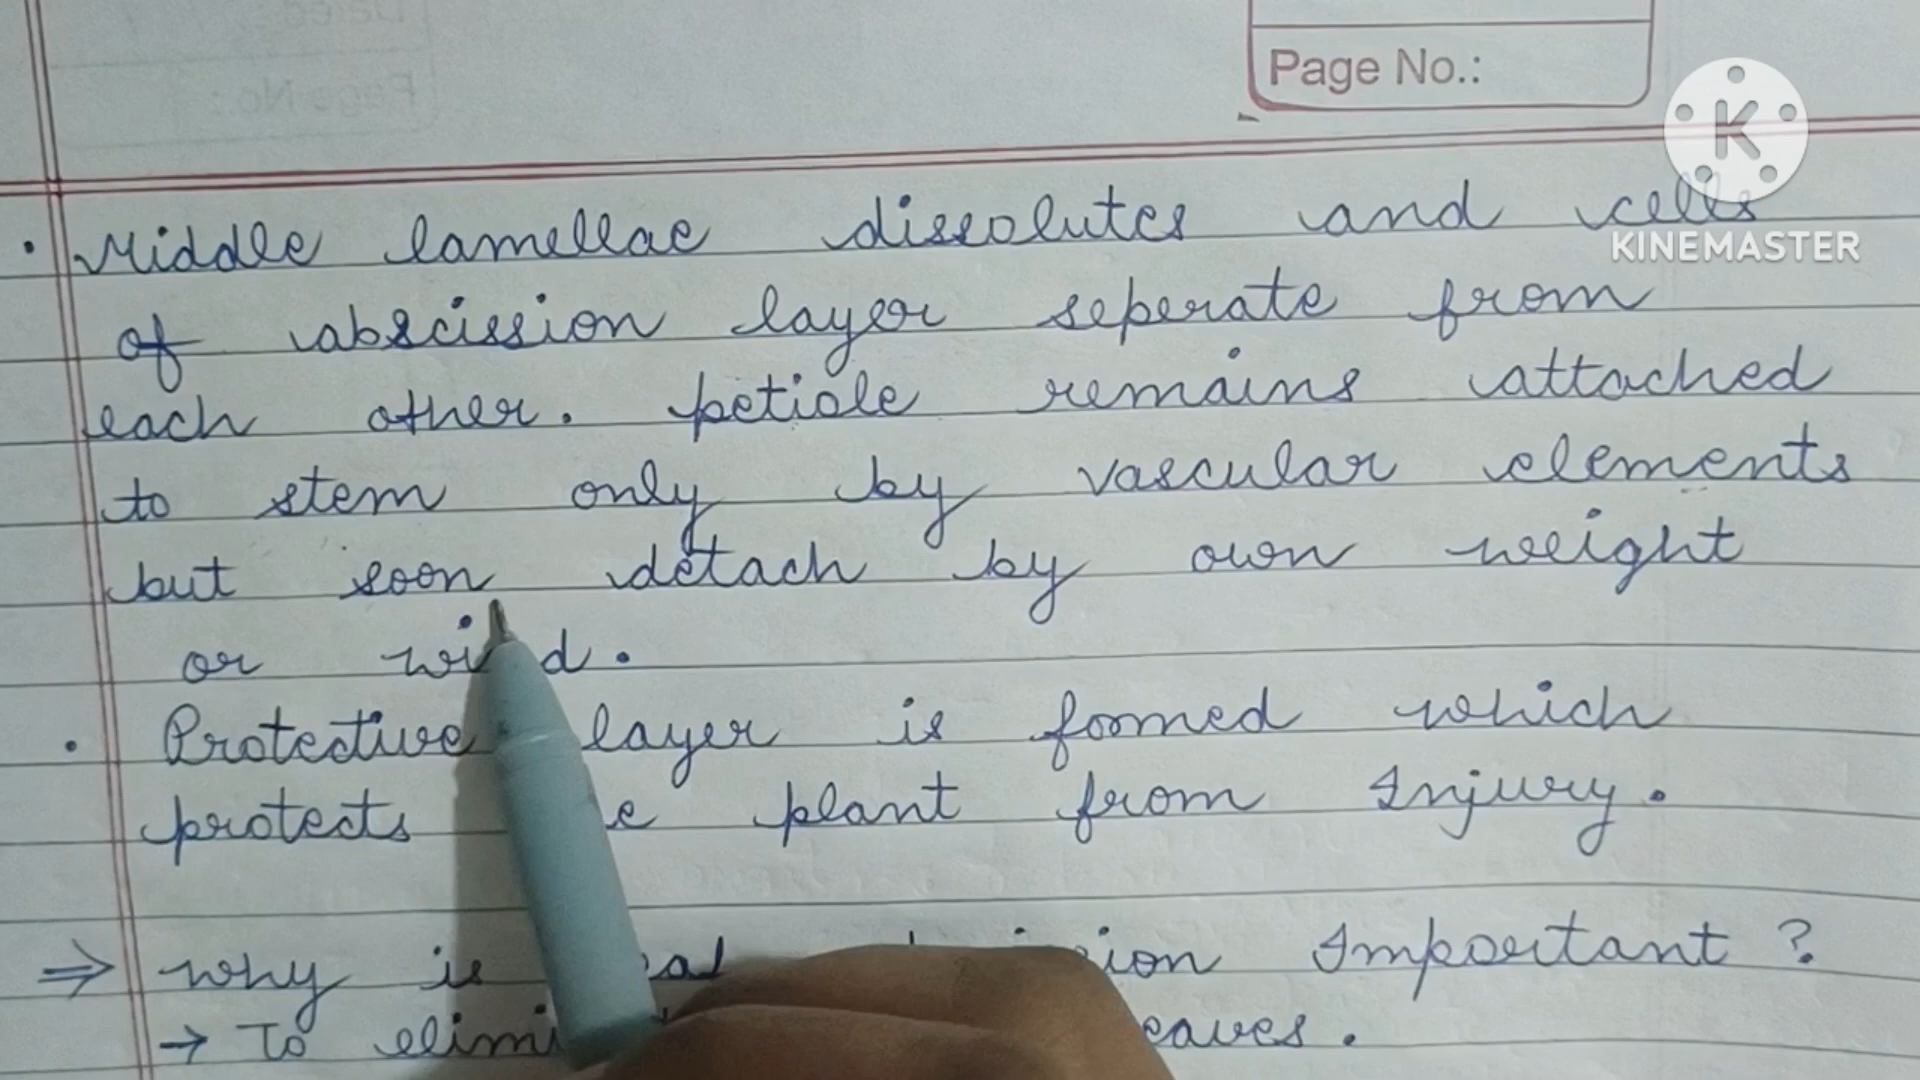 Page No.:
KINEMASTER
• Middle lamellae dissolutes and cells
of abscission layer seperate from
each other. petiole remains attached
to stem only by vascular elements
but soon detach by own weight
or wind.
• Protective layer is formed which
protects plant from Injury.
⇒ why is Important ?
→ To